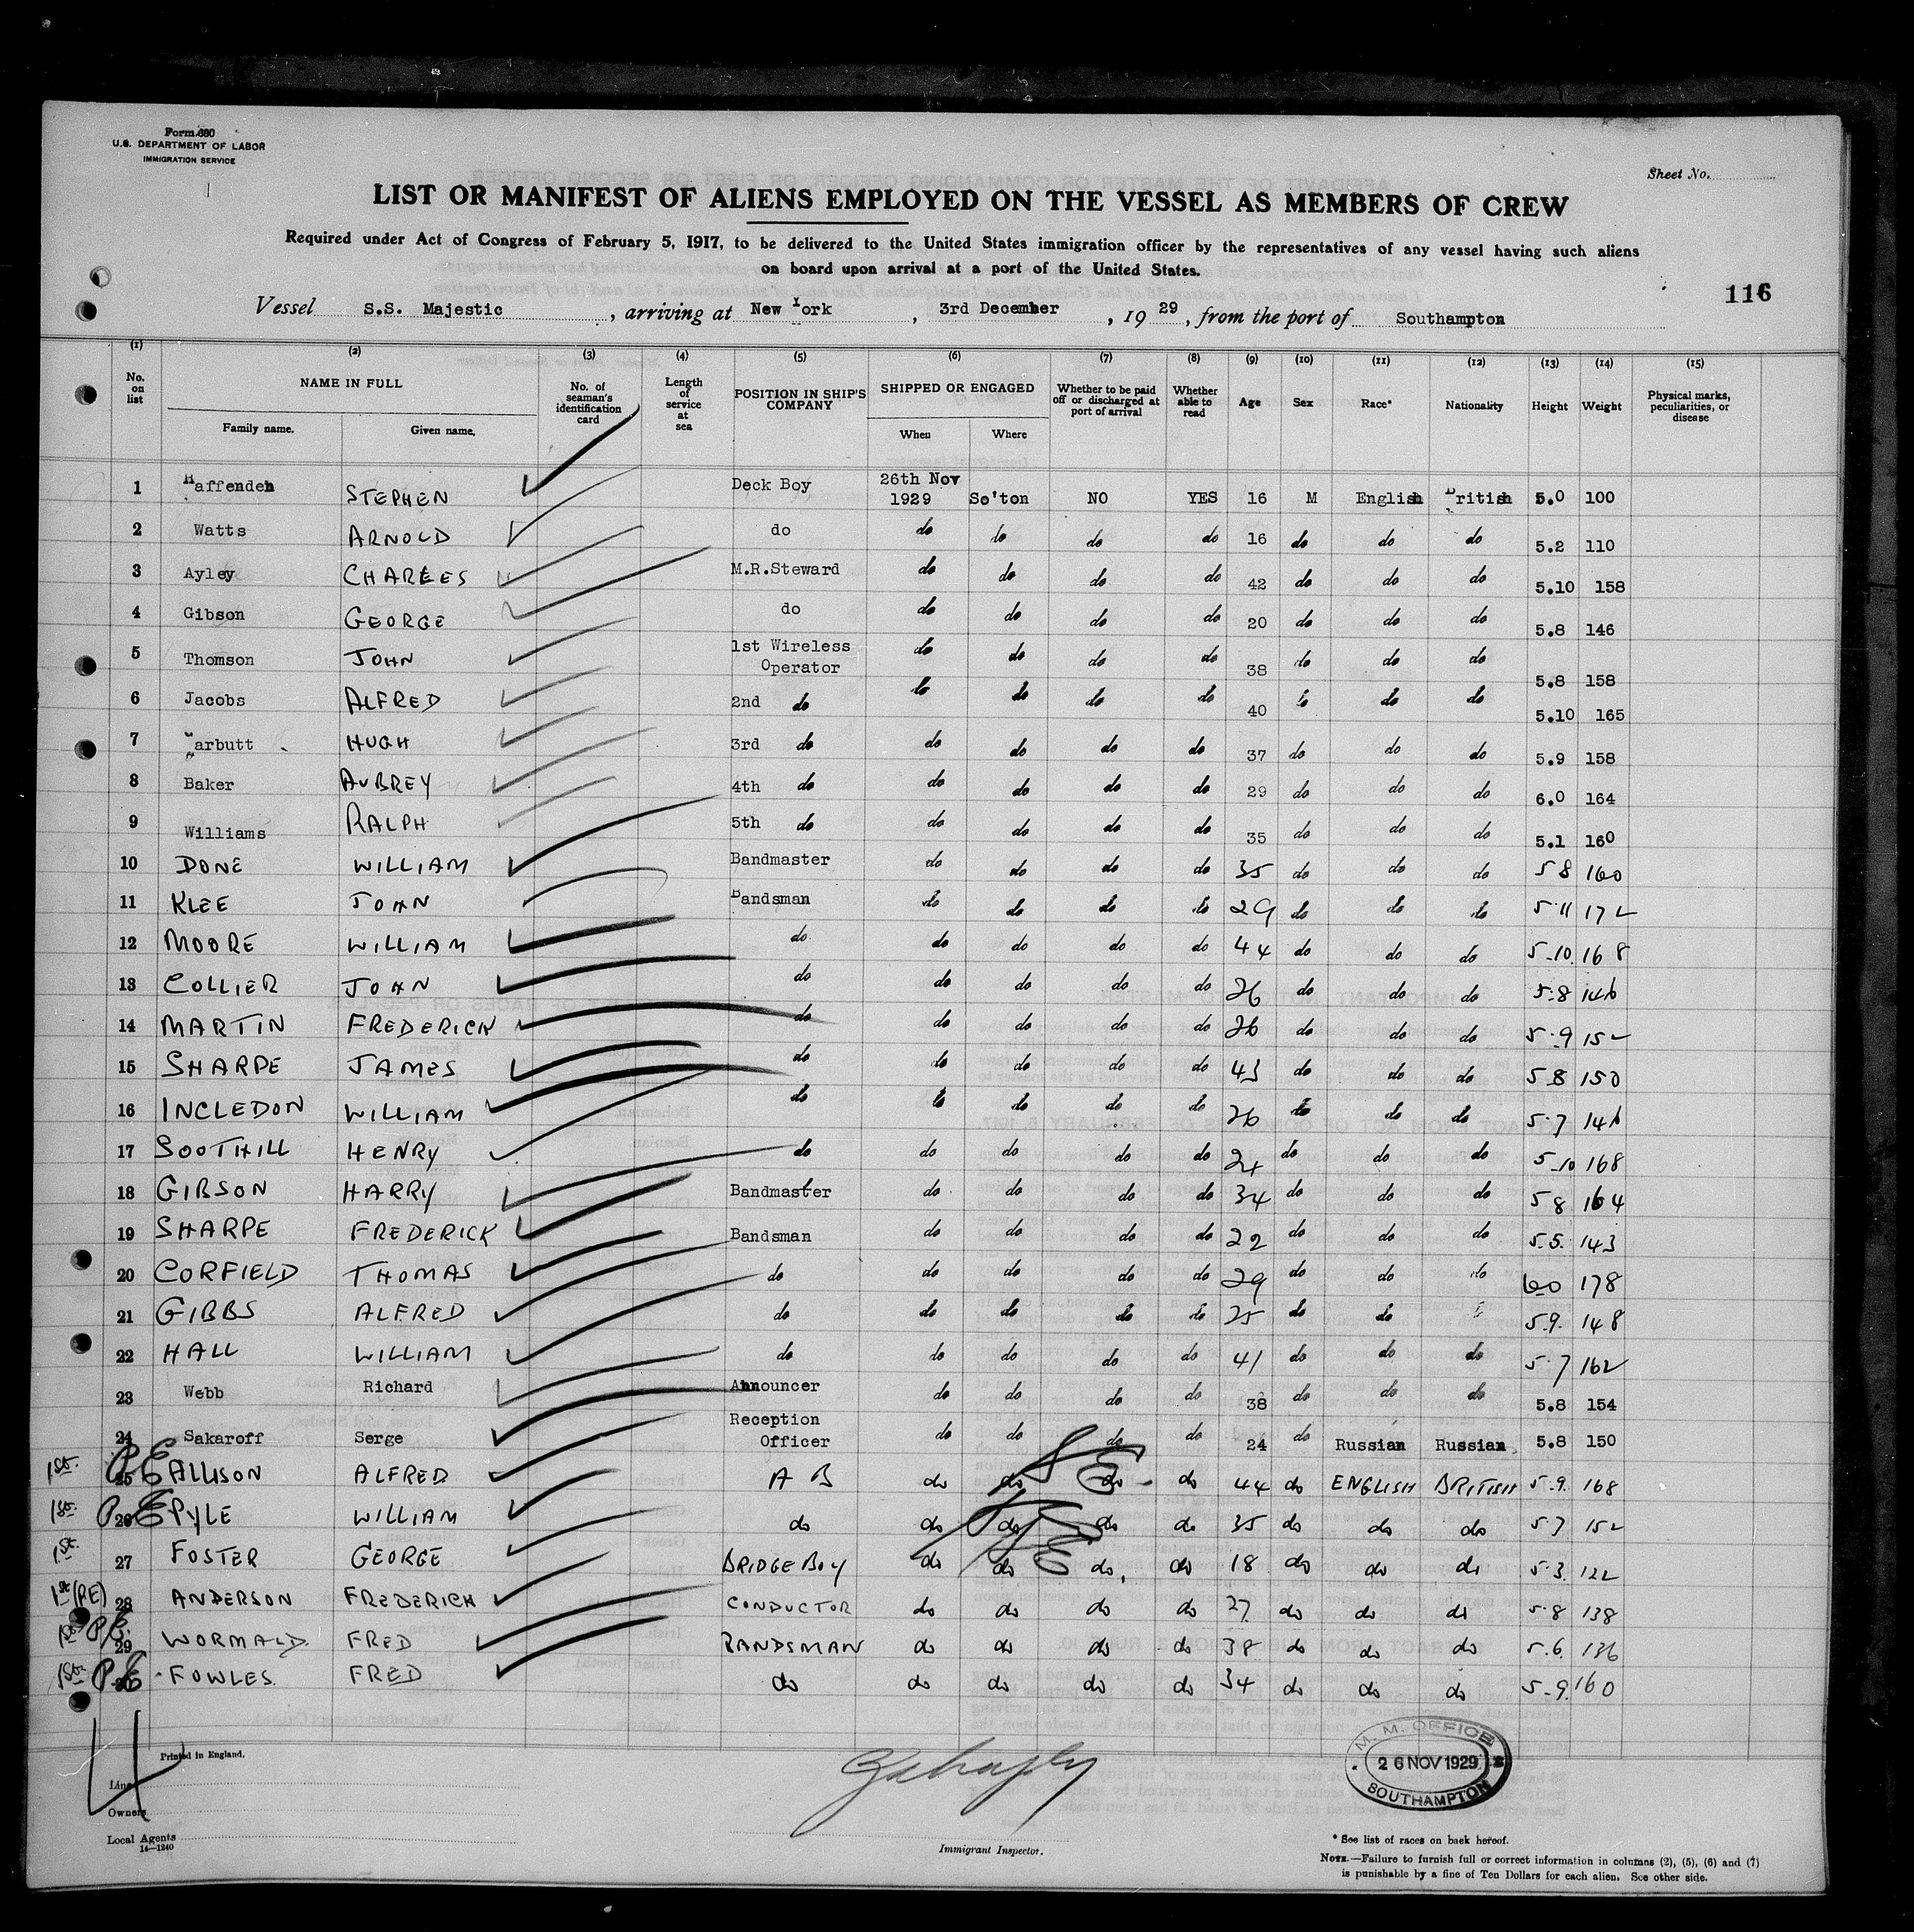 Form 680
U.S. DEPARTMENT OF LABOR
IMMIGRATION SERVICE
Sheet No.
LIST OR MANIFEST OF ALIENS EMPLOYED ON THE VESSEL AS MEMBERS OF CREW
Required under Act of Congress of February 5, 1917, to be delivered to the United States immigration officer by the representatives of any vessel having such aliens
on board upon arrival at a port of the United States.
116
Vessel S.S. Majestic, arriving at New York, 3rd December, 1929, from the port of Southampton
(1) (2) (3) (4) (5) (6) (7) (8) (9) (10) (11) (12) (13) (14) (15)
No. on list NAME IN FULL Family name. Given name. No. of seaman's identification card Length of service at sea POSITION IN SHIP'S COMPANY SHIPPED OR ENGAGED When Where Whether to be paid off or discharged at port of arrival Whether able to read Age Sex Race* Nationality Height Weight Physical marks, peculiarities, or disease
1 Haffenden STEPHEN Deck Boy 26th Nov 1929 So'ton NO YES 16 M English British 5.0 100
2 Watts ARNOLD do do do do do 16 do do do 5.2 110
3 Ayley CHARLES M.R.Steward do do do do 42 do do do 5.10 158
4 Gibson GEORGE do do do do do 20 do do do 5.8 146
5 Thomson JOHN 1st Wireless Operator do do do do 38 do do do 5.8 158
6 Jacobs ALFRED 2nd do do do do do 40 do do do 5.10 165
7 arbutt HUGH 3rd do do do do do 37 do do do 5.9 158
8 Baker AUBREY 4th do do do do do 29 do do do 6.0 164
9 Williams RALPH 5th do do do do do 35 do do do 5.1 160
10 DONE WILLIAM Bandmaster do do do do 35 do do do 5 8 160
11 KLEE JOHN Bandsman do do do do 29 do do do 5.11 172
12 MOORE WILLIAM do do do do do 44 do do do 5.10. 168
13 COLLIER JOHN do do do do do 26 do do do 5.8 146
14 MARTIN FREDERICK do do do do do 26 do do do 5.9 152
15 SHARPE JAMES do do do do do 43 do do do 5.8 150
16 INCLEDON WILLIAM do do do do do 26 do do do 5.7 146
17 SOOTHILL HENRY do do do do do 24 do do do 5.10 168
18 GIBSON HARRY Bandmaster do do do do 34 do do do 5 8 164
19 SHARPE FREDERICK Bandsman do do do do 22 do do do 5.5. 143
20 CORFIELD THOMAS do do do do do 29 do do do 6.0 178
21 GIBBS ALFRED do do do do do 25 do do do 5.9. 148
22 HALL WILLIAM do do do do do 41 do do do 5.7 162
23 Webb Richard Announcer do do do do 38 do do do 5.8 154
24 Sakaroff Serge Reception Officer do do do do 24 do Russian Russian 5.8 150
1st. P.E 25 ALLISON ALFRED A B do do do do 44 do ENGLISH BRITISH 5.9. 168
1st. P.E 26 PYLE WILLIAM do do do do do 35 do do do 5.7 152
1st. 27 FOSTER GEORGE BRIDGE BOY do do do do 18 do do do 5.3. 122
1st (PE) 28 ANDERSON FREDERICK CONDUCTOR do do do do 27 do do do 5.8 138
1st P.E. 29 WORMALD FRED BANDSMAN do do do do 38 do do do 5.6. 136
1st. P.E FOWLES. FRED do do do do do 34 do do do 5.9. 160
Printed in England.
Line
Owners
Local Agents
14—1240
Immigrant Inspector.
M. M. OFFICE
26 NOV 1929
SOUTHAMPTON
* See list of races on back hereof.
NOTE.—Failure to furnish full or correct information in columns (2), (5), (6) and (7)
is punishable by a fine of Ten Dollars for each alien. See other side.